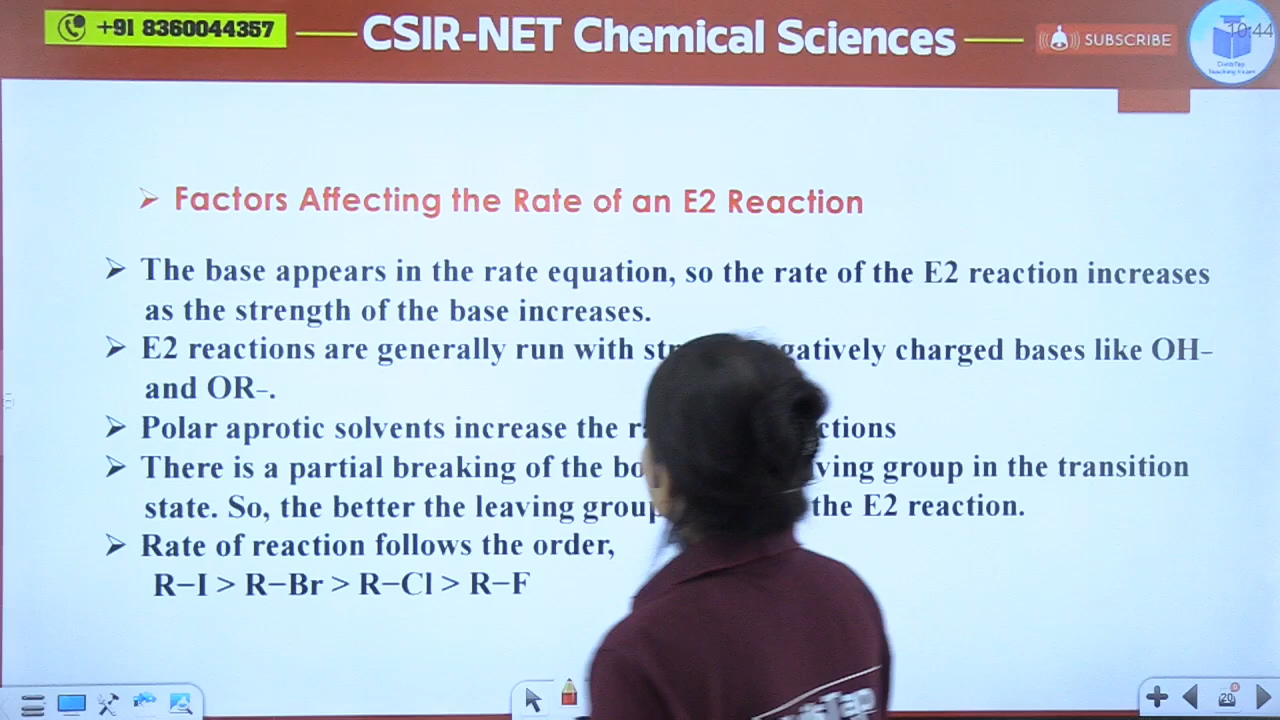 +91 8360044357
CSIR-NET Chemical Sciences
SUBSCRIBE
10:44
Factors Affecting the Rate of an E2 Reaction
The base appears in the rate equation, so the rate of the E2 reaction increases
as the strength of the base increases.
E2 reactions are generally run with gatively charged bases like OH−
and OR−.
Polar aprotic solvents increase the ctions
There is a partial breaking of the ving group in the transition
state. So, the better the leaving group the E2 reaction.
Rate of reaction follows the order,
R−I > R−Br > R−Cl > R−F
20